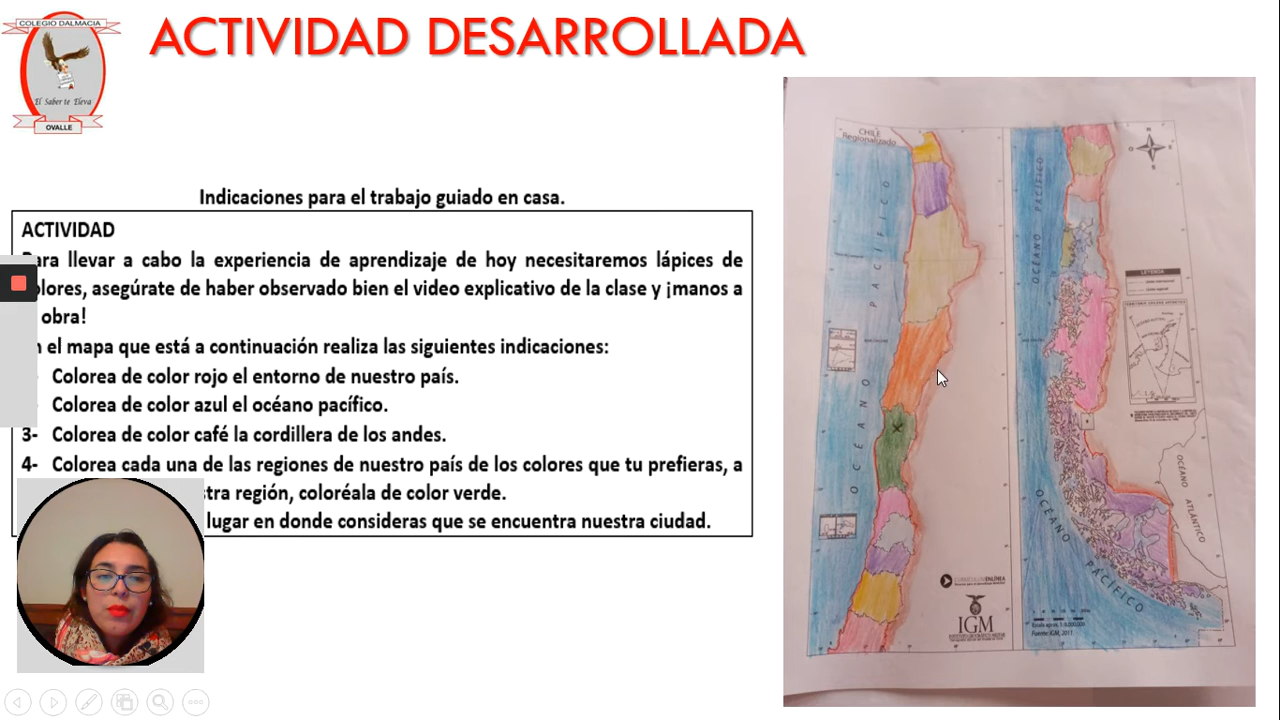 COLEGIO DALMACIA
El Saber te Eleva
OVALLE
ACTIVIDAD DESARROLLADA
Indicaciones para el trabajo guiado en casa.
ACTIVIDAD
Para llevar a cabo la experiencia de aprendizaje de hoy necesitaremos lápices de
olores, asegúrate de haber observado bien el video explicativo de la clase y ¡manos a
obra!
n el mapa que está a continuación realiza las siguientes indicaciones:
Colorea de color rojo el entorno de nuestro país.
Colorea de color azul el océano pacífico.
3- Colorea de color café la cordillera de los andes.
4- Colorea cada una de las regiones de nuestro país de los colores que tu prefieras, a
stra región, coloréala de color verde.
lugar en donde consideras que se encuentra nuestra ciudad.
CHILE
Regionalizado
OCÉANO PACÍFICO
CURRICULUMENLÍNEA
IGM
OCÉANO PACÍFICO
N
O
E
S
LEYENDA
OCÉANO ATLÁNTICO
OCÉANO PACÍFICO
Fuente: IGM, 2011